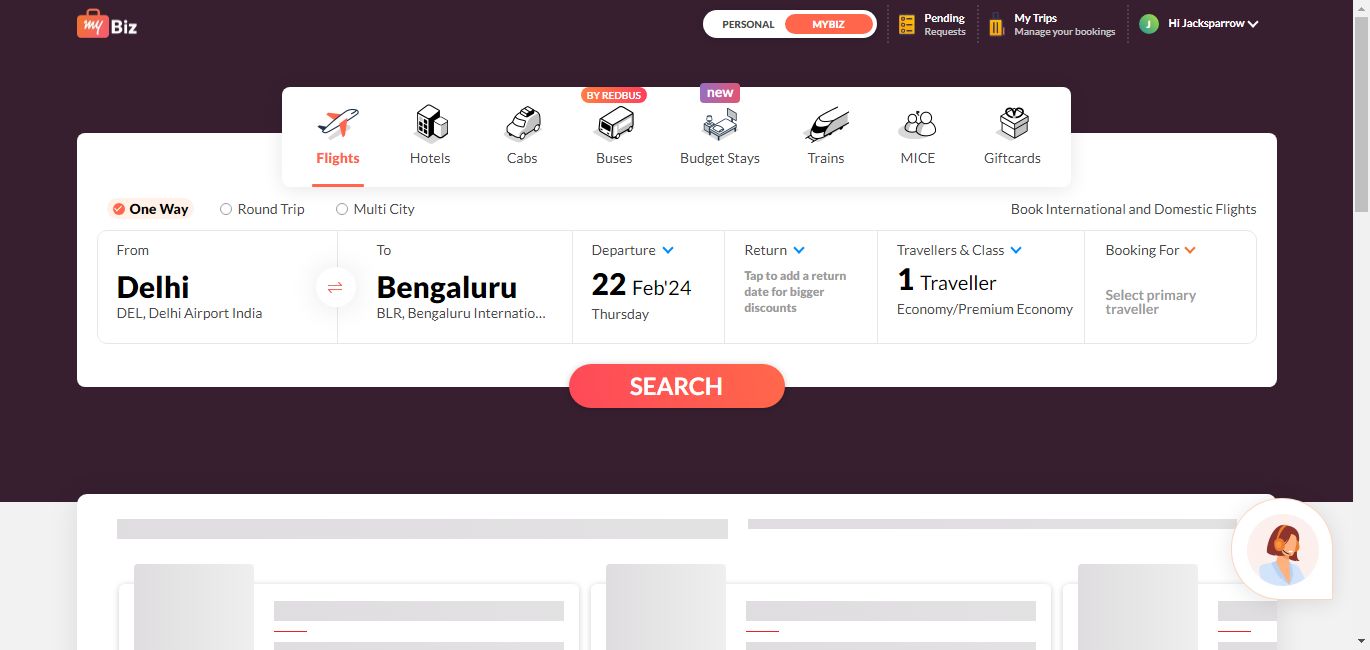 my Biz
PERSONAL MYBIZ
Pending
Requests
My Trips
Manage your bookings
J Hi Jacksparrow
BY REDBUS
new
Flights
Hotels
Cabs
Buses
Budget Stays
Trains
MICE
Giftcards
One Way
Round Trip
Multi City
Book International and Domestic Flights
From
Delhi
DEL, Delhi Airport India
To
Bengaluru
BLR, Bengaluru Internatio...
Departure
22 Feb'24
Thursday
Return
Tap to add a return
date for bigger
discounts
Travellers & Class
1 Traveller
Economy/Premium Economy
Booking For
Select primary
traveller
SEARCH